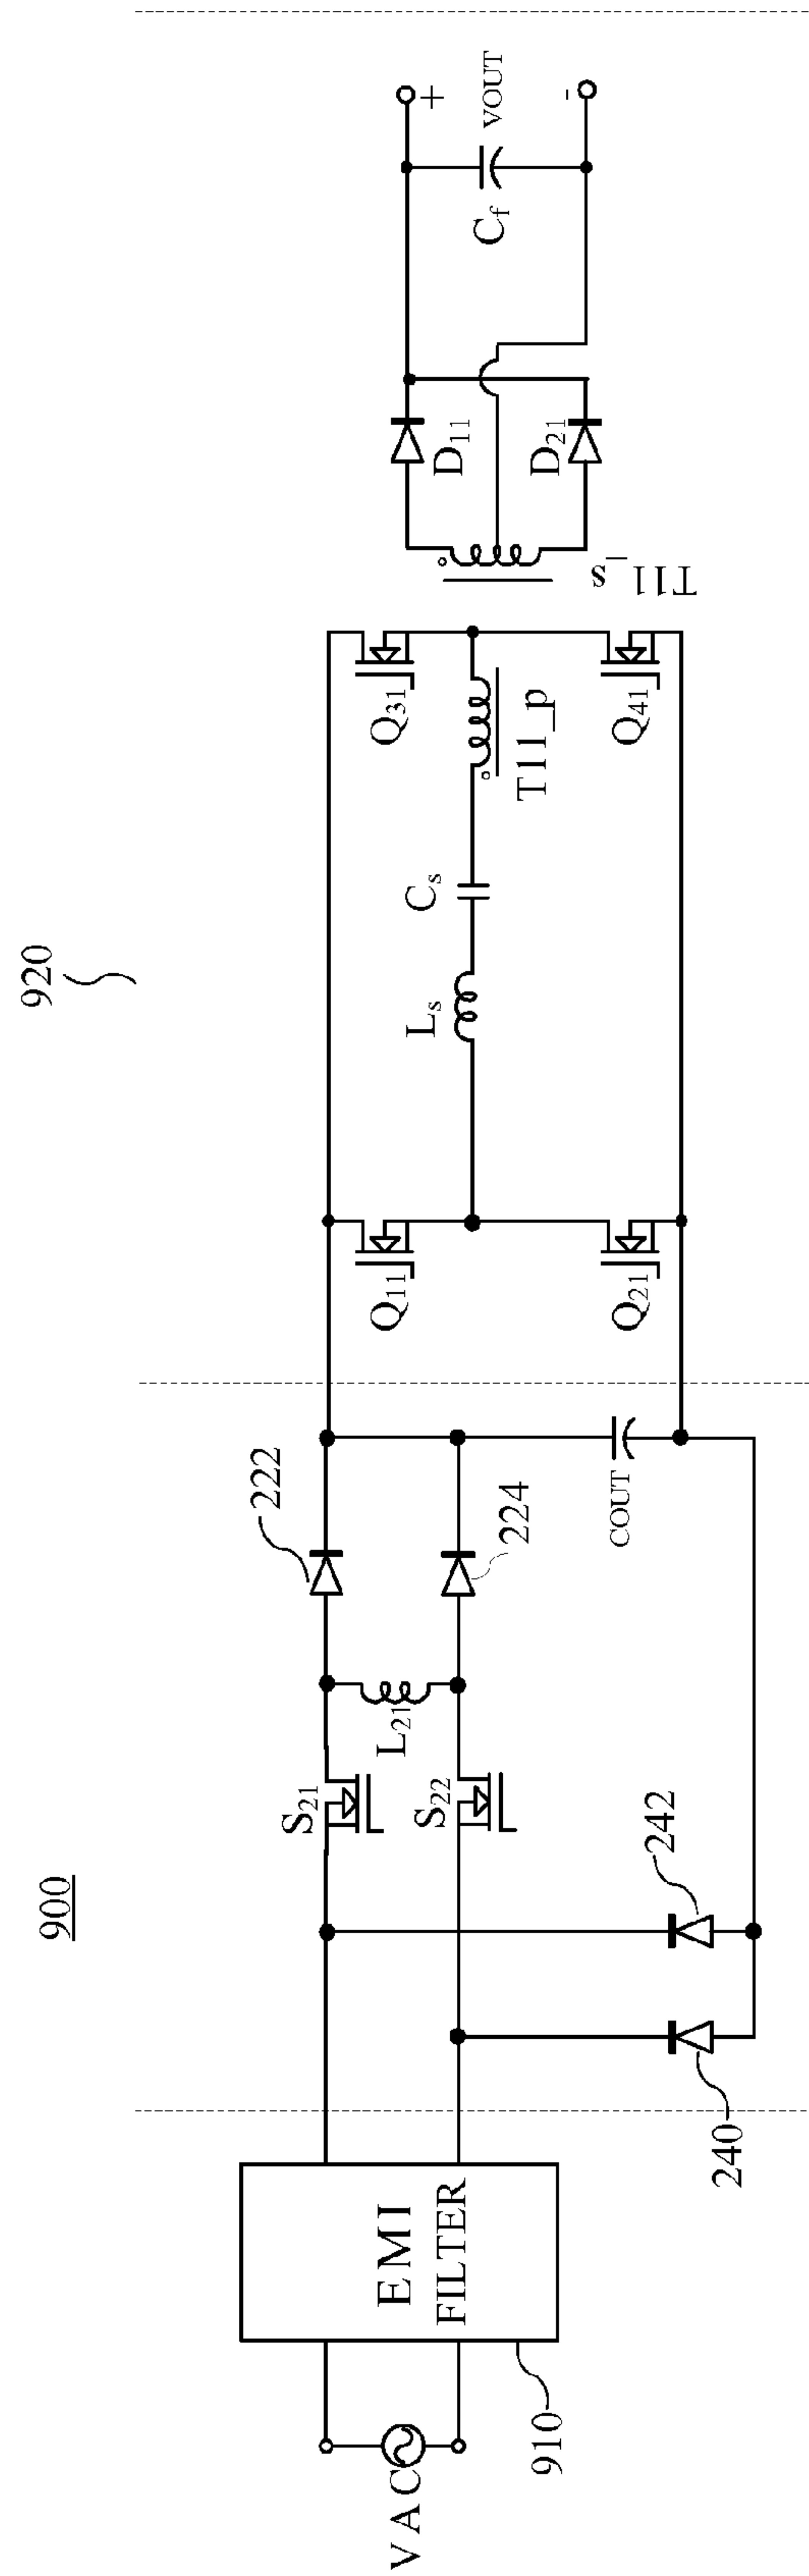 900
920
VAC
EMI
FILTER
910
240
242
S21
S22
L21
222
224
COUT
Q11
Q21
Ls
Cs
T11_p
Q31
Q41
T11_s
D11
D21
Cf
VOUT
+
-